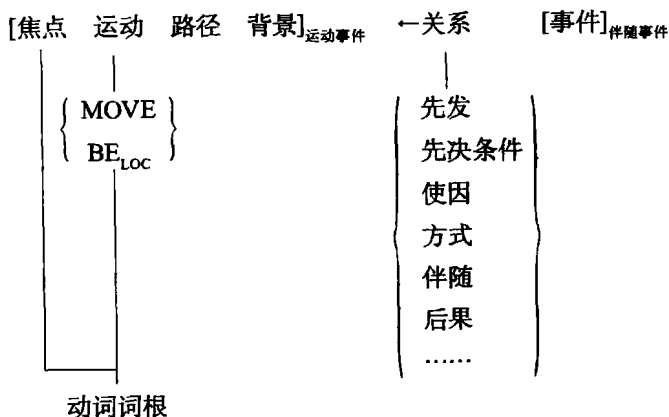 [焦点 运动 路径 背景]运动事件 ←关系 [事件]伴随事件
MOVE
BE_LOC
先发
先决条件
使因
方式
伴随
后果
……
动词词根